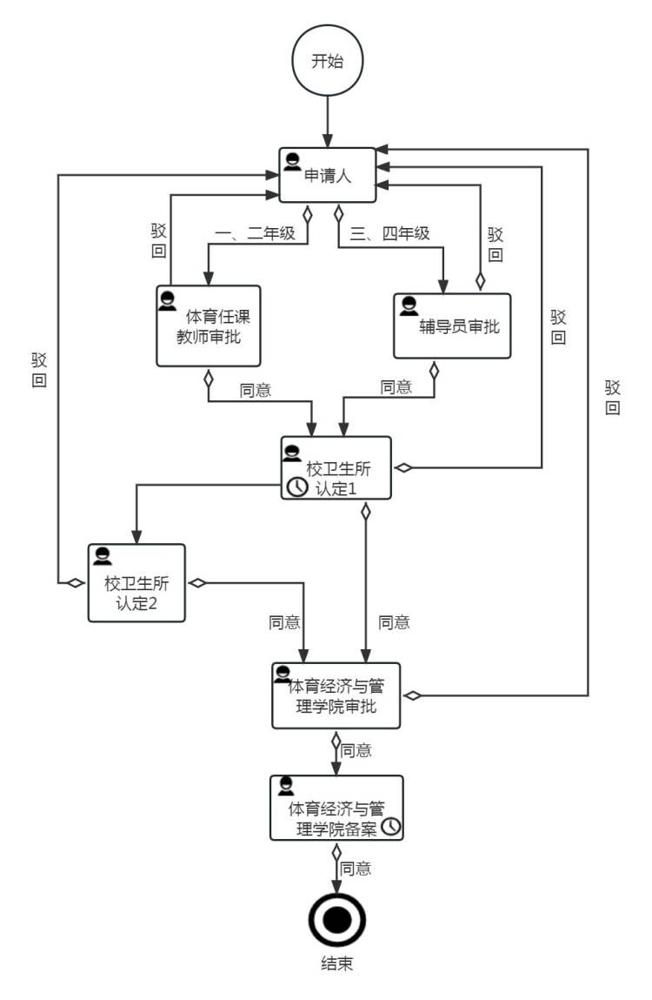 开始
申请人
一、二年级
三、四年级
驳
回
驳
回
体育任课
教师审批
辅导员审批
驳
回
驳
回
驳
回
同意
同意
校卫生所
认定1
校卫生所
认定2
同意
同意
体育经济与管
理学院审批
同意
体育经济与管
理学院备案
同意
结束